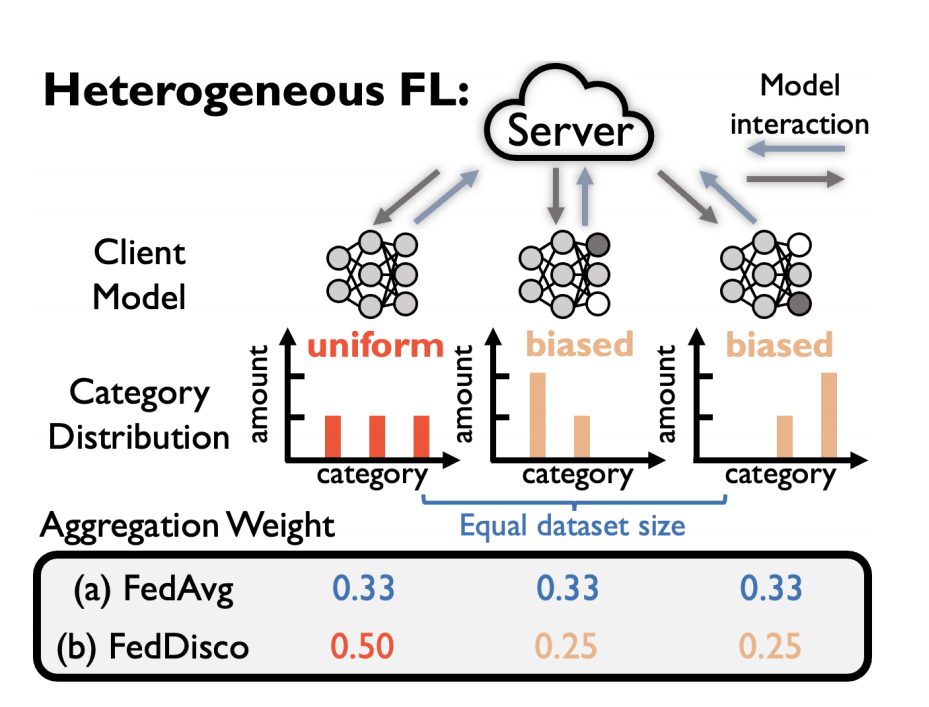 Heterogeneous FL:
Server
Model
interaction
Client
Model
uniform
biased
biased
Category
Distribution
amount
amount
amount
category
category
category
Equal dataset size
Aggregation Weight
(a) FedAvg 0.33 0.33 0.33
(b) FedDisco 0.50 0.25 0.25